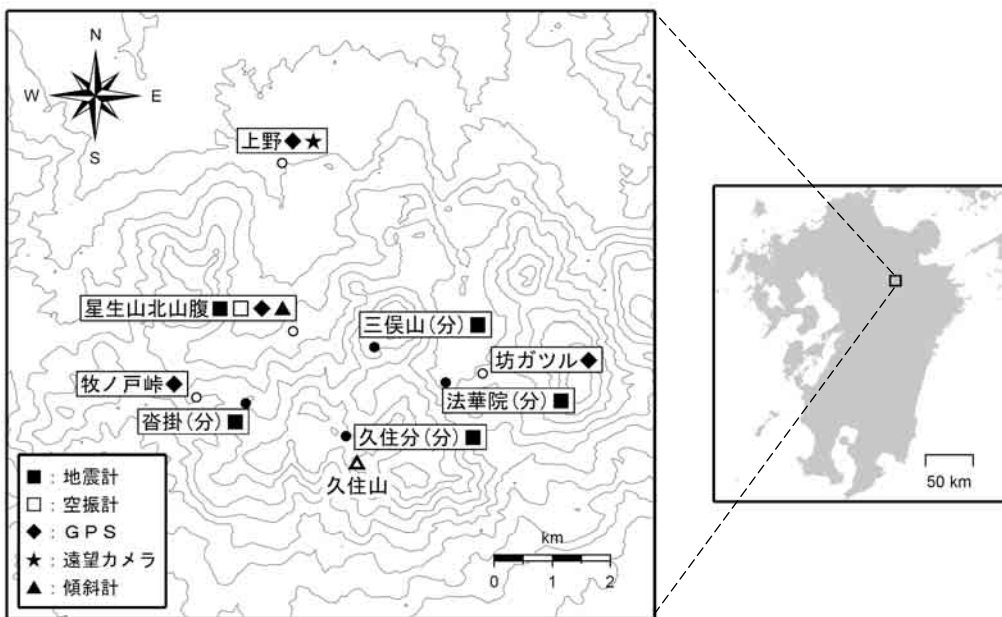 N
W E
S
上野◆★
星生山北山腹■□◆▲
三俣山(分)■
坊ガツル◆
牧ノ戸峠◆
法華院(分)■
沓掛(分)■
久住分(分)■
久住山
■:地震計
□:空振計
◆:GPS
★:遠望カメラ
▲:傾斜計
km
0 1 2
50 km